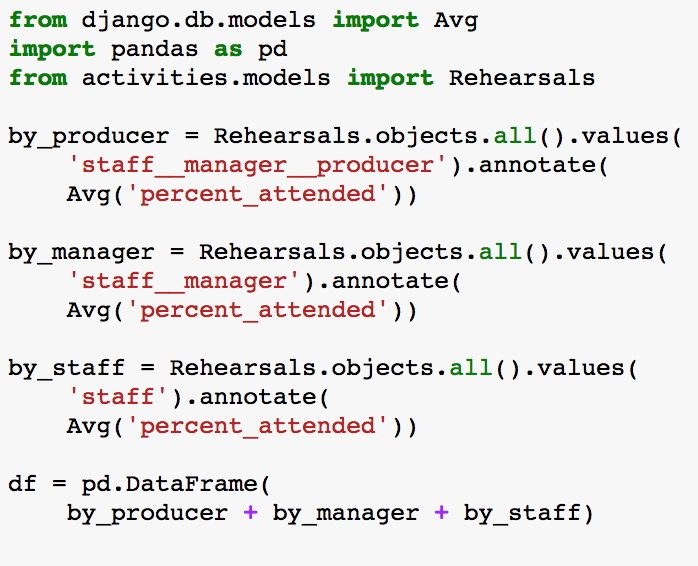 from django.db.models import Avg
import pandas as pd
from activities.models import Rehearsals
by_producer = Rehearsals.objects.all().values(
    'staff__manager__producer').annotate(
    Avg('percent_attended'))
by_manager = Rehearsals.objects.all().values(
    'staff__manager').annotate(
    Avg('percent_attended'))
by_staff = Rehearsals.objects.all().values(
    'staff').annotate(
    Avg('percent_attended'))
df = pd.DataFrame(
    by_producer + by_manager + by_staff)